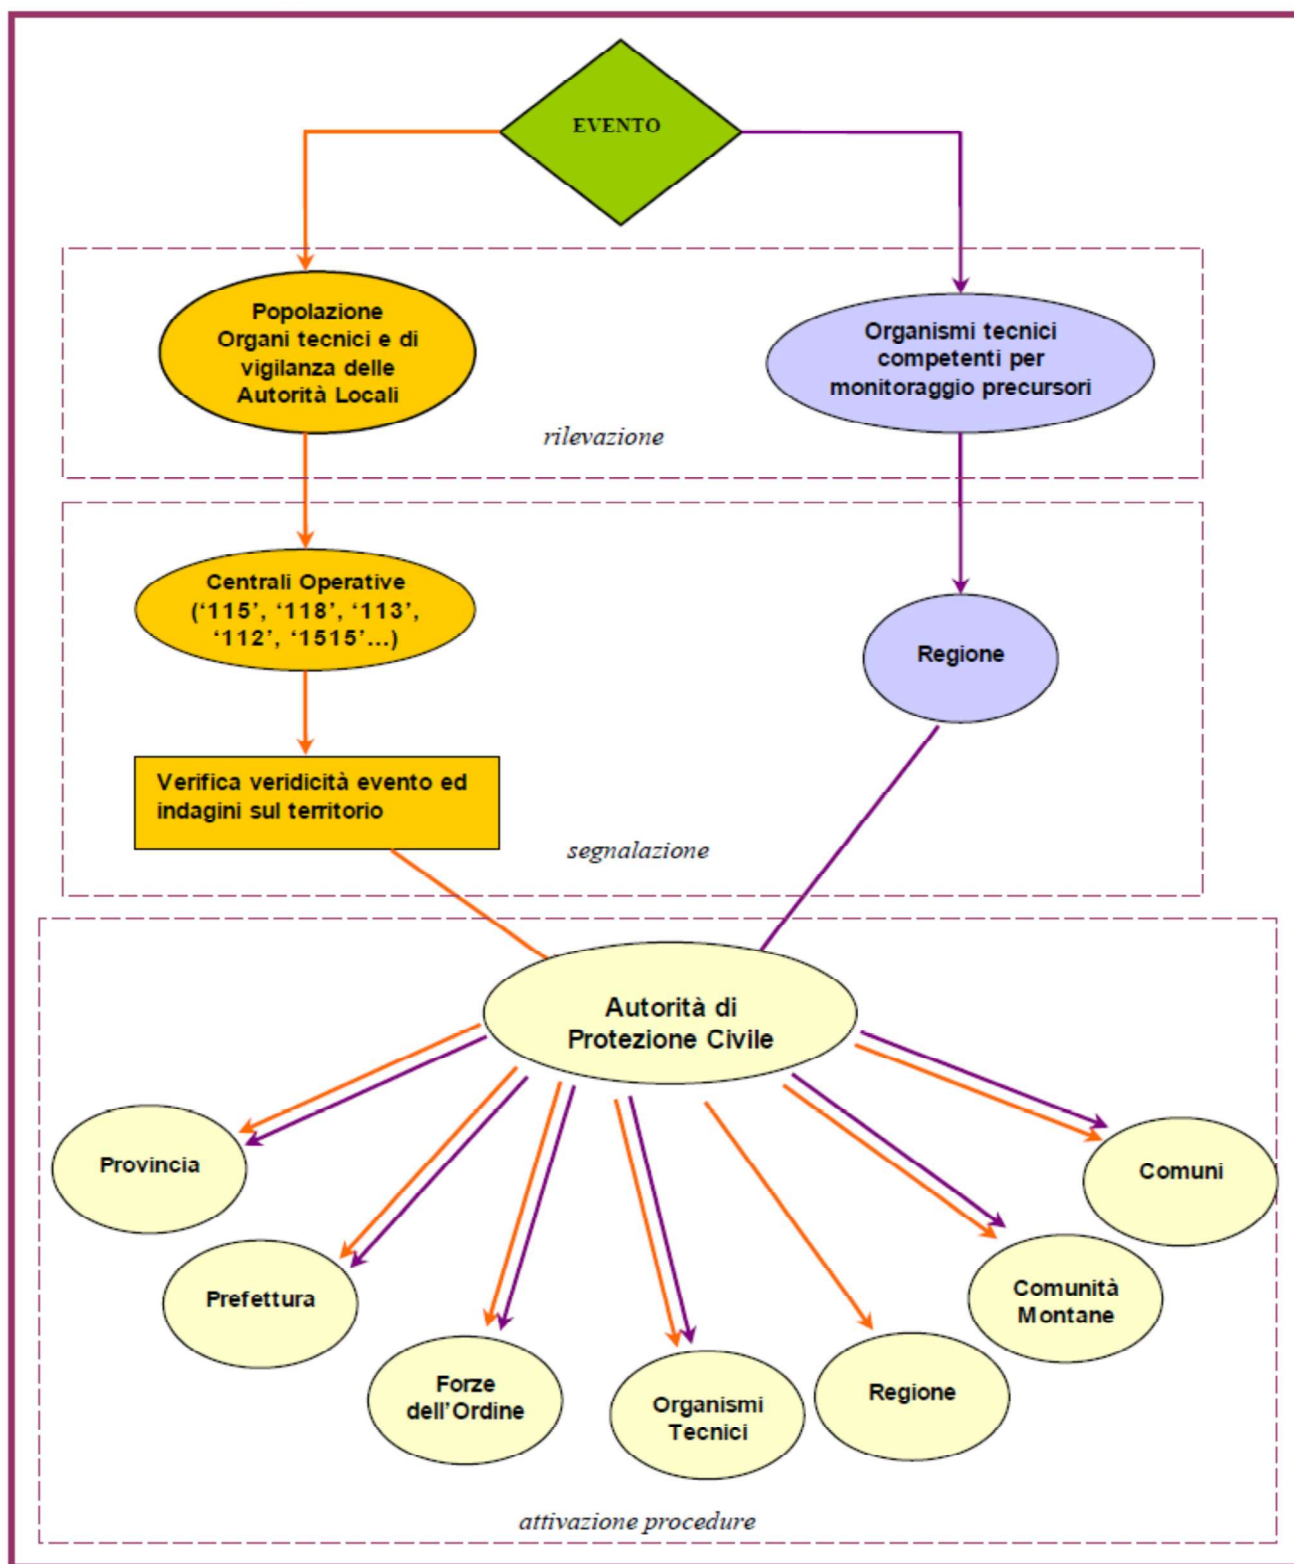 EVENTO
Popolazione
Organi tecnici e di
vigilanza delle
Autorità Locali
Organismi tecnici
competenti per
monitoraggio precursori
rilevazione
Centrali Operative
(‘115’, ‘118’, ‘113’,
‘112’, ‘1515’...)
Regione
Verifica veridicità evento ed
indagini sul territorio
segnalazione
Autorità di
Protezione Civile
Provincia
Prefettura
Forze
dell’Ordine
Organismi
Tecnici
Regione
Comunità
Montane
Comuni
attivazione procedure